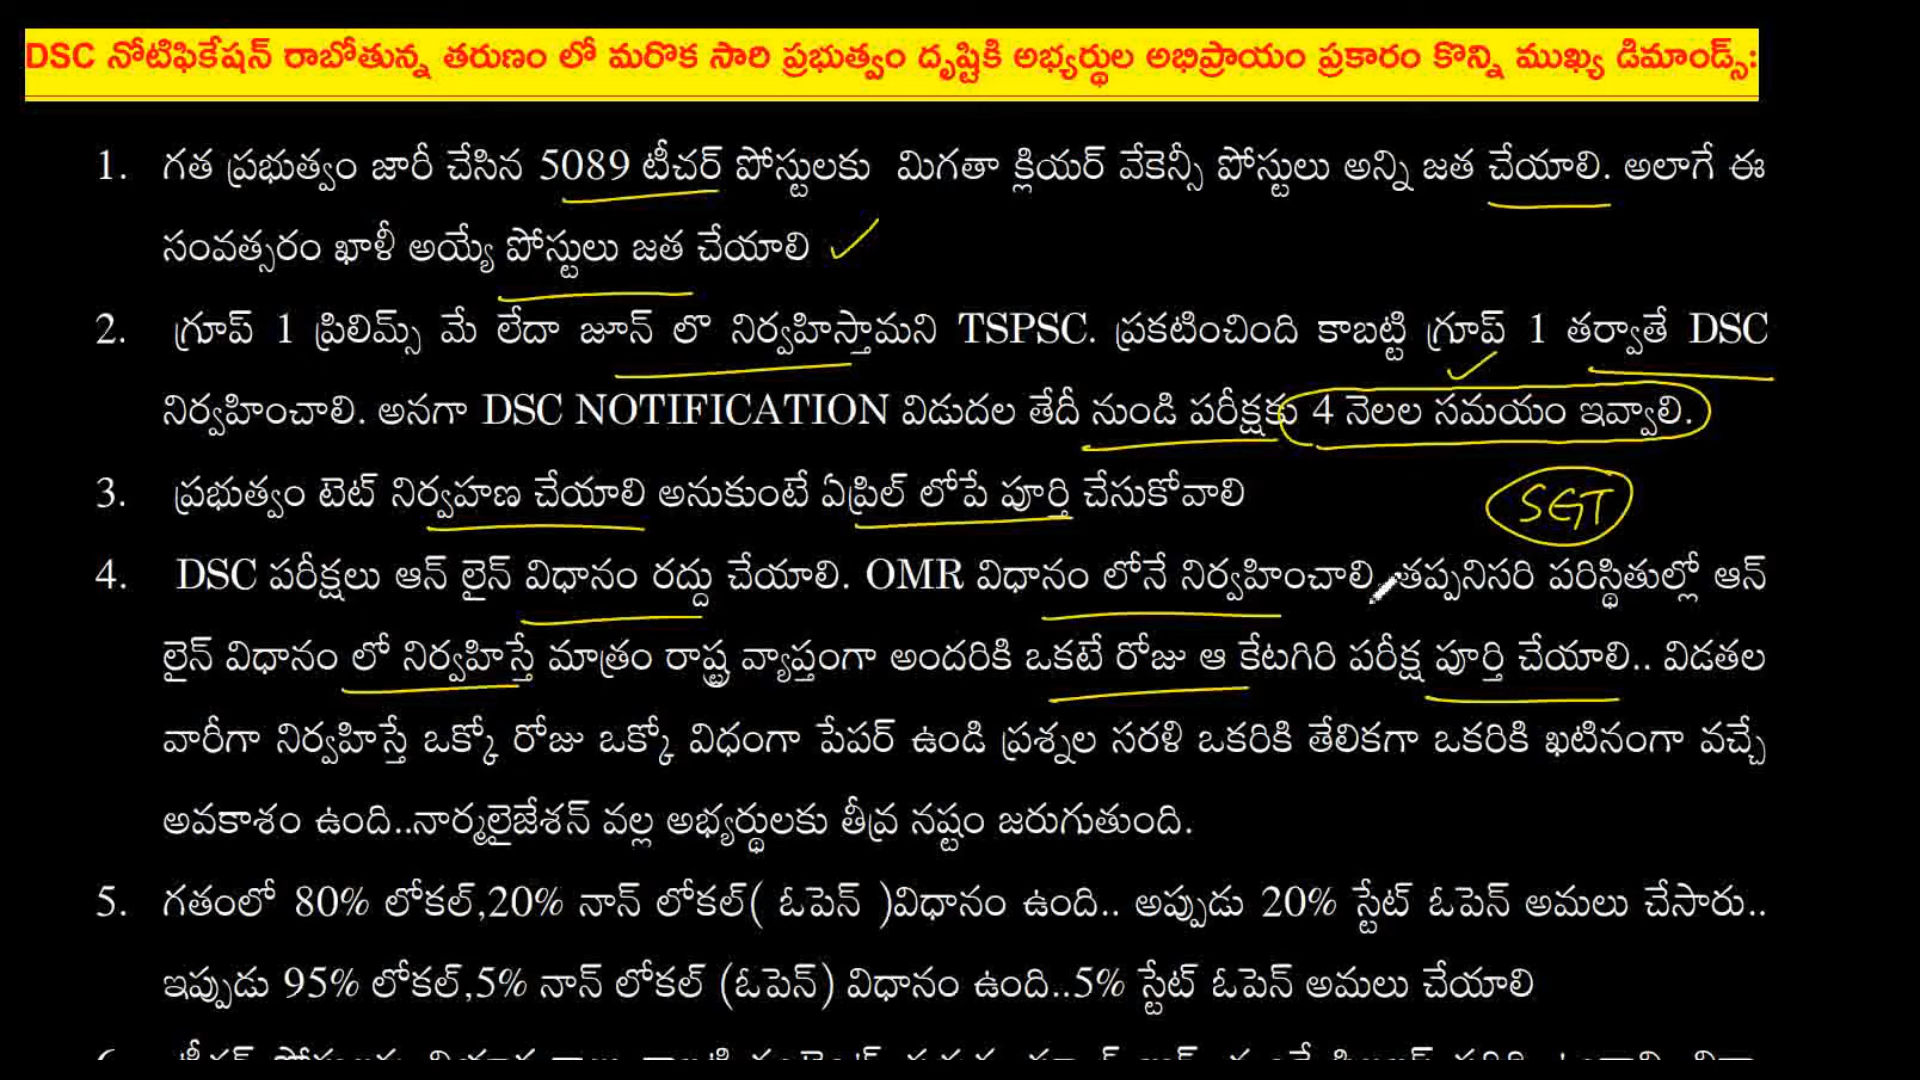 DSC నోటిఫికేషన్ రాబోతున్న తరుణం లో మరొక సారి ప్రభుత్వం దృష్టికి అభ్యర్థుల అభిప్రాయం ప్రకారం కొన్ని ముఖ్య డిమాండ్స్:
1. గత ప్రభుత్వం జారీ చేసిన 5089 టీచర్ పోస్టులకు మిగతా క్లియర్ వేకెన్సీ పోస్టులు అన్ని జత చేయాలి. అలాగే ఈ
సంవత్సరం ఖాళీ అయ్యే పోస్టులు జత చేయాలి
2. గ్రూప్ 1 ప్రిలిమ్స్ మే లేదా జూన్ లొ నిర్వహిస్తామని TSPSC. ప్రకటించింది కాబట్టి గ్రూప్ 1 తర్వాతే DSC
నిర్వహించాలి. అనగా DSC NOTIFICATION విడుదల తేదీ నుండి పరీక్షకు 4 నెలల సమయం ఇవ్వాలి.
3. ప్రభుత్వం టెట్ నిర్వహణ చేయాలి అనుకుంటే ఏప్రిల్ లోపే పూర్తి చేసుకోవాలి
SGT
4. DSC పరీక్షలు ఆన్ లైన్ విధానం రద్దు చేయాలి. OMR విధానం లోనే నిర్వహించాలి తప్పనిసరి పరిస్థితుల్లో ఆన్
లైన్ విధానం లో నిర్వహిస్తే మాత్రం రాష్ట్ర వ్యాప్తంగా అందరికి ఒకటే రోజు ఆ కేటగిరి పరీక్ష పూర్తి చేయాలి.. విడతల
వారీగా నిర్వహిస్తే ఒక్కో రోజు ఒక్కో విధంగా పేపర్ ఉండి ప్రశ్నల సరళి ఒకరికి తేలికగా ఒకరికి ఖటినంగా వచ్చే
అవకాశం ఉంది..నార్మలైజేశన్ వల్ల అభ్యర్థులకు తీవ్ర నష్టం జరుగుతుంది.
5. గతంలో 80% లోకల్,20% నాన్ లోకల్( ఓపెన్ )విధానం ఉంది.. అప్పుడు 20% స్టేట్ ఓపెన్ అమలు చేసారు..
ఇప్పుడు 95% లోకల్,5% నాన్ లోకల్ (ఓపెన్) విధానం ఉంది..5% స్టేట్ ఓపెన్ అమలు చేయాలి